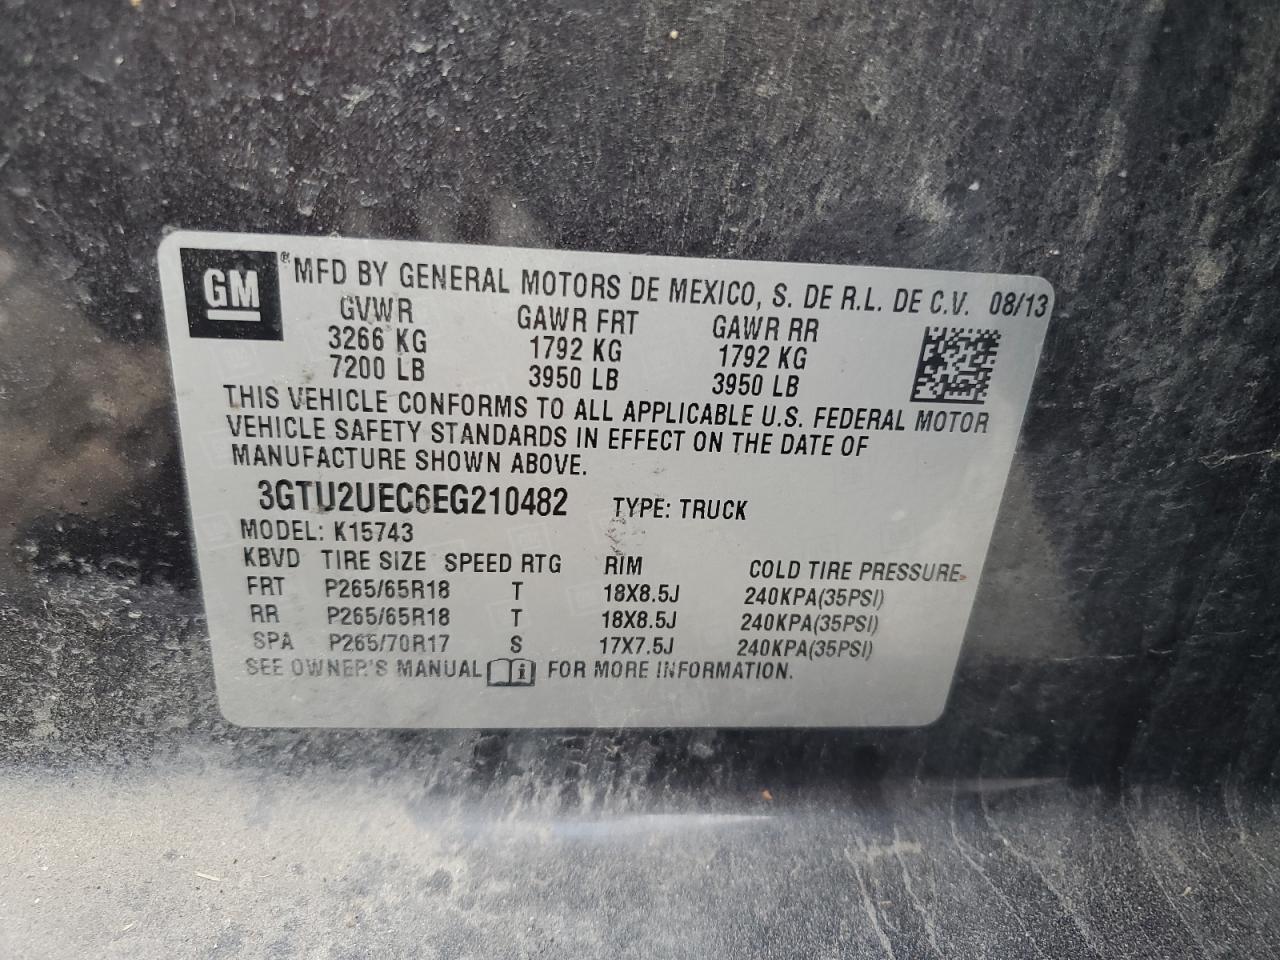 GM ® MFD BY GENERAL MOTORS DE MEXICO, S. DE R.L. DE C.V. 08/13
GVWR GAWR FRT GAWR RR
3266 KG 1792 KG 1792 KG
7200 LB 3950 LB 3950 LB
THIS VEHICLE CONFORMS TO ALL APPLICABLE U.S. FEDERAL MOTOR
VEHICLE SAFETY STANDARDS IN EFFECT ON THE DATE OF
MANUFACTURE SHOWN ABOVE.
3GTU2UEC6EG210482 TYPE: TRUCK
MODEL: K15743
KBVD TIRE SIZE SPEED RTG RIM COLD TIRE PRESSURE
FRT P265/65R18 T 18X8.5J 240KPA(35PSI)
RR P265/65R18 T 18X8.5J 240KPA(35PSI)
SPA P265/70R17 S 17X7.5J 240KPA(35PSI)
SEE OWNER'S MANUAL i FOR MORE INFORMATION.